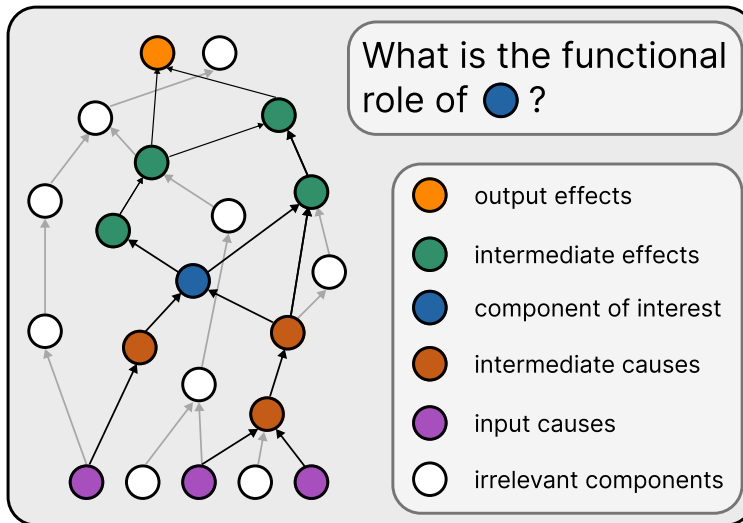 What is the functional
role of ?
output effects
intermediate effects
component of interest
intermediate causes
input causes
irrelevant components